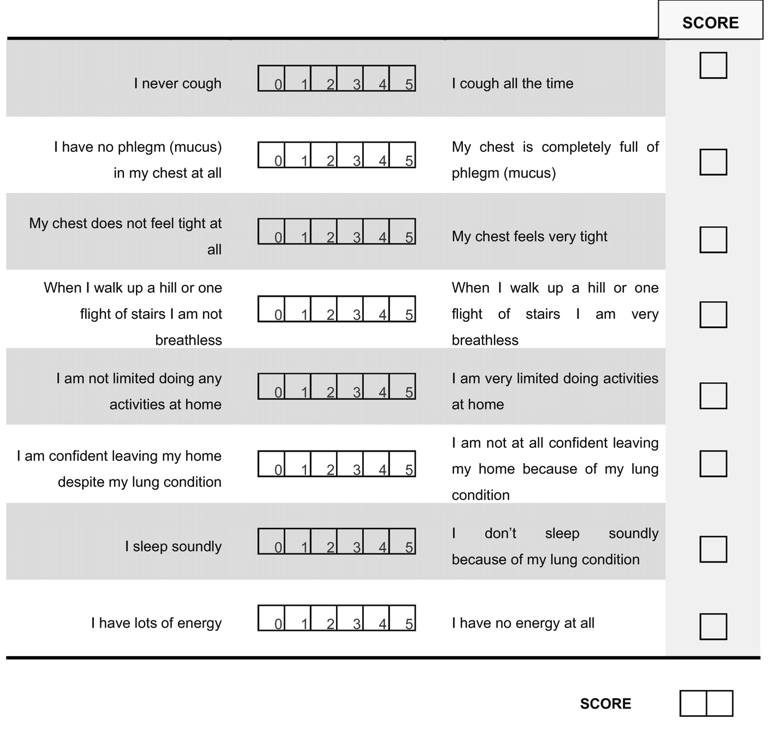 SCORE
I never cough
0 1 2 3 4 5
I cough all the time
I have no phlegm (mucus)
in my chest at all
0 1 2 3 4 5
My chest is completely full of
phlegm (mucus)
My chest does not feel tight at
all
0 1 2 3 4 5
My chest feels very tight
When I walk up a hill or one
flight of stairs I am not
breathless
0 1 2 3 4 5
When I walk up a hill or one
flight of stairs I am very
breathless
I am not limited doing any
activities at home
0 1 2 3 4 5
I am very limited doing activities
at home
I am confident leaving my home
despite my lung condition
0 1 2 3 4 5
I am not at all confident leaving
my home because of my lung
condition
I sleep soundly
0 1 2 3 4 5
I don’t sleep soundly
because of my lung condition
I have lots of energy
0 1 2 3 4 5
I have no energy at all
SCORE